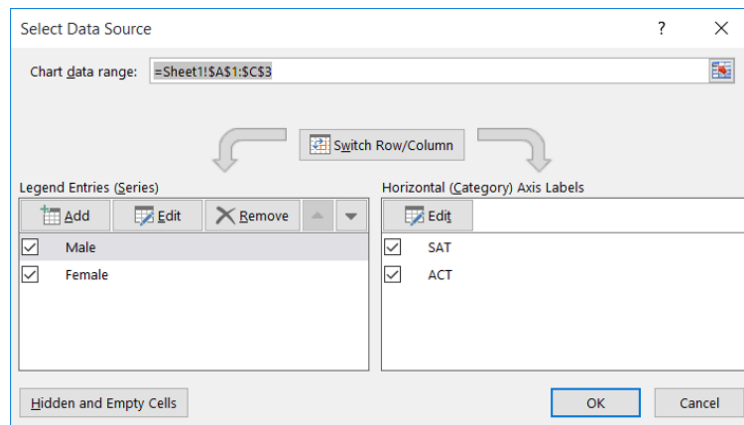 Select Data Source ? ×
Chart data range: =Sheet1!$A$1:$C$3
Switch Row/Column
Legend Entries (Series)
Add Edit Remove
Male
Female
Horizontal (Category) Axis Labels
Edit
SAT
ACT
Hidden and Empty Cells OK Cancel